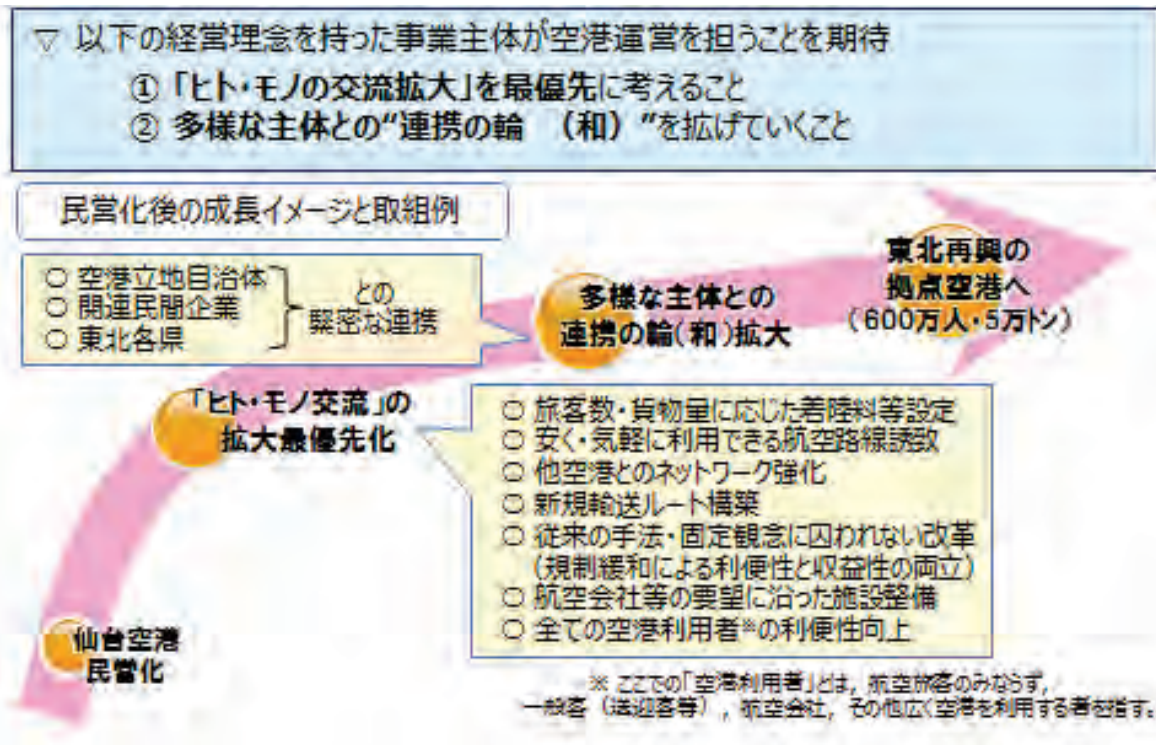 ▽ 以下の経営理念を持った事業主体が空港運営を担うことを期待
① 「ヒト・モノの交流拡大」を最優先に考えること
② 多様な主体との“連携の輪 （和）”を拡げていくこと
民営化後の成長イメージと取組例
○ 空港立地自治体
○ 開連民間企業
○ 東北各県
との
緊密な連携
東北再興の
拠点空港へ
（600万人・5万トン）
多様な主体との
連携の輪（和）拡大
「ヒト・モノ交流」の
拡大最優先化
○ 旅客数・貨物量に応じた着陸料等設定
○ 安く・気軽に利用できる航空路線誘致
○ 他空港とのネットワーク強化
○ 新規輸送ルート構築
○ 従来の手法・固定観念に囚われない改革
（規制緩和による利便性と収益性の両立）
○ 航空会社等の要望に沿った施設整備
○ 全ての空港利用者※の利便性向上
仙台空港
民営化
※ ここでの「空港利用者」とは，航空旅客のみならず，
一般客（送迎客等），航空会社，その他広く空港を利用する者を指す。